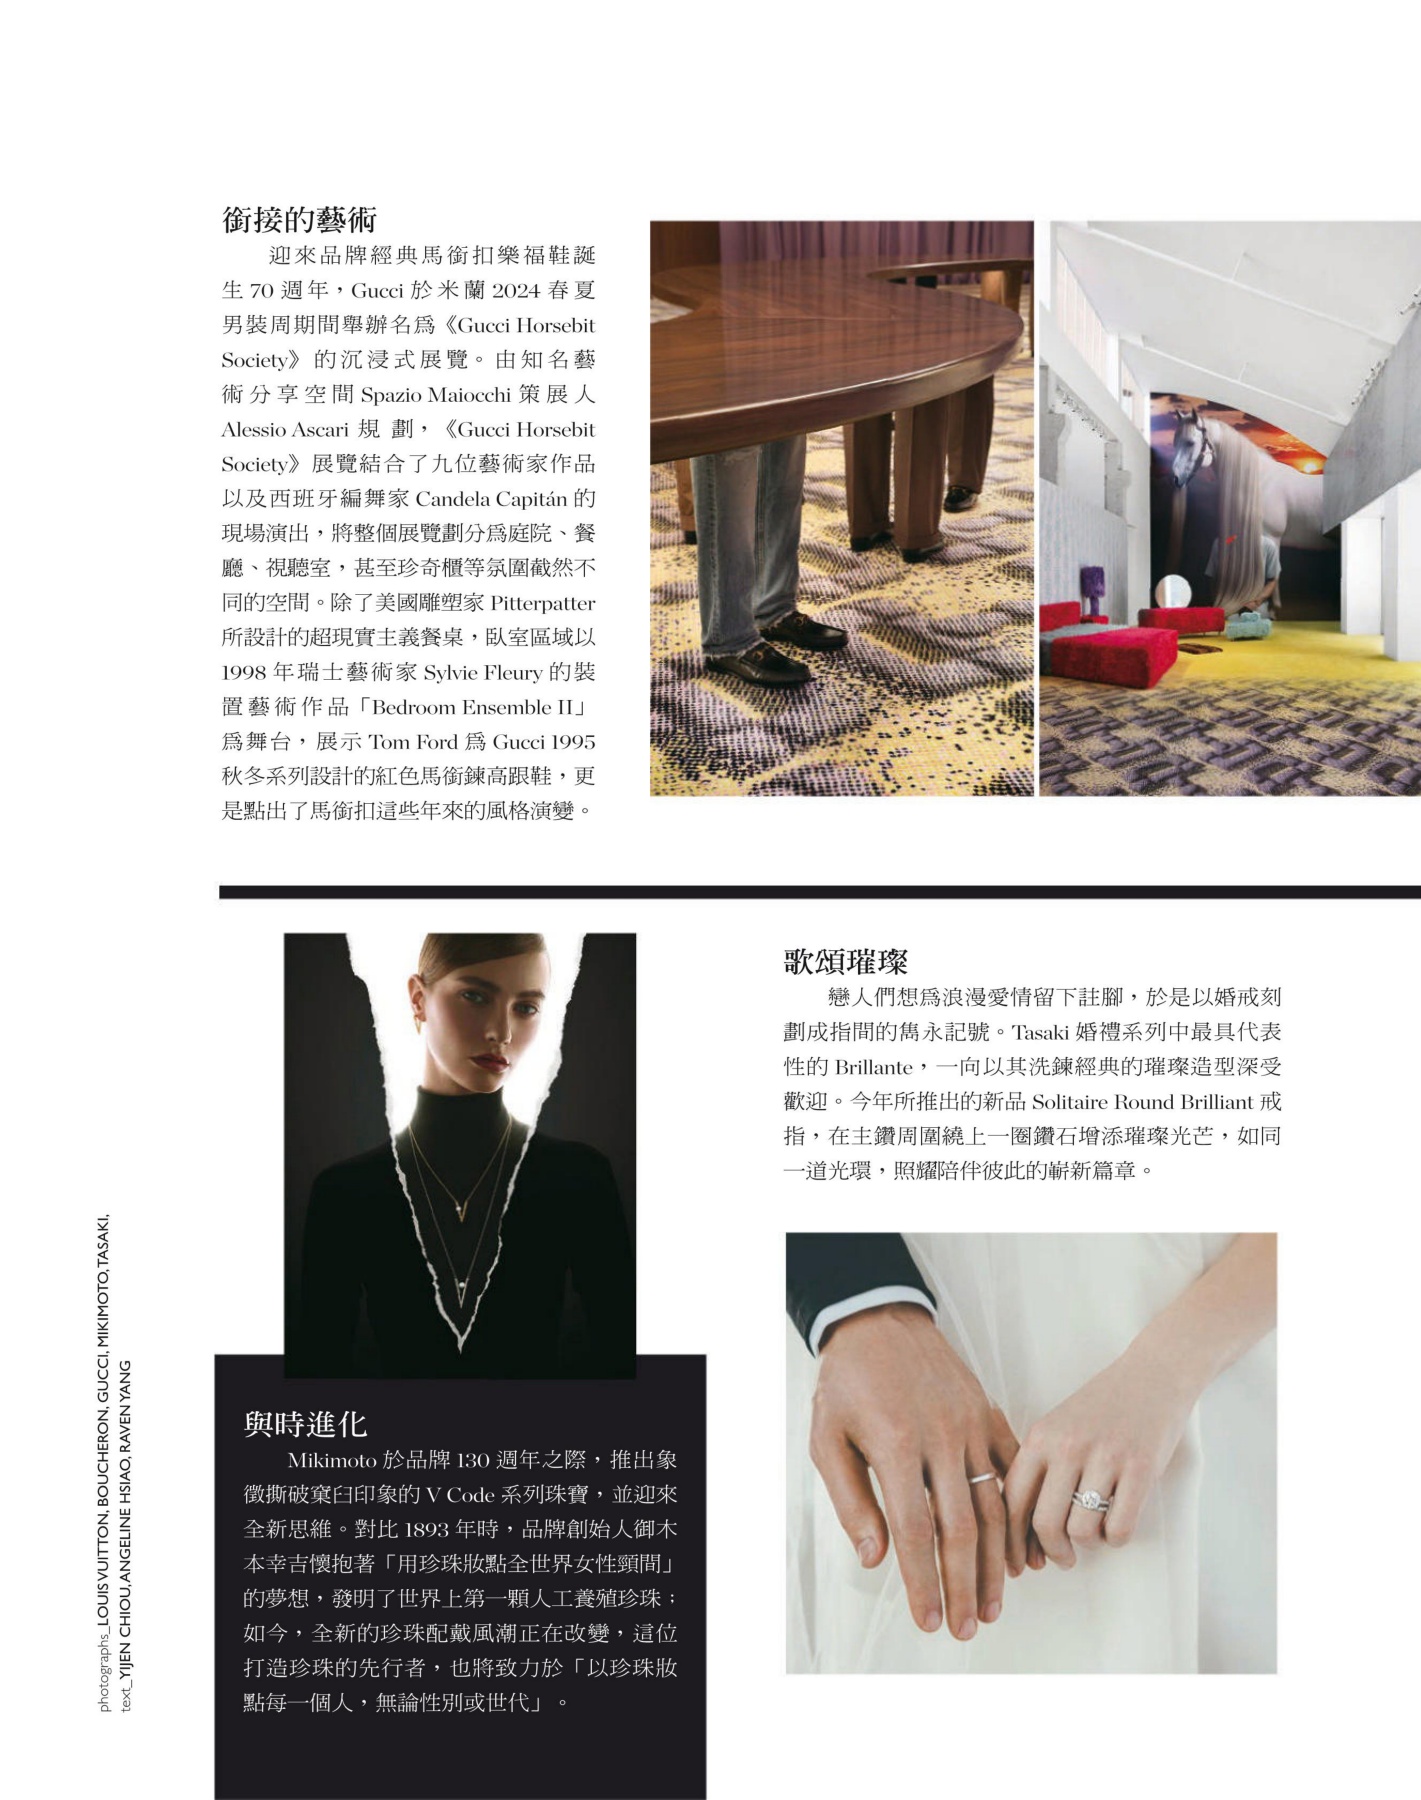 銜接的藝術
迎來品牌經典馬銜扣樂福鞋誕
生 70 週年，Gucci 於米蘭 2024 春夏
男裝周期間舉辦名爲《Gucci Horsebit
Society》的沉浸式展覽。由知名藝
術分享空間 Spazio Maiocchi 策展人
Alessio Ascari 規 劃，《Gucci Horsebit
Society》展覽結合了九位藝術家作品
以及西班牙編舞家 Candela Capitán 的
現場演出，將整個展覽劃分爲庭院、餐
廳、視聽室，甚至珍奇櫃等氛圍截然不
同的空間。除了美國雕塑家 Pitterpatter
所設計的超現實主義餐桌，臥室區域以
1998 年瑞士藝術家 Sylvie Fleury 的裝
置藝術作品「Bedroom Ensemble II」
爲舞台，展示 Tom Ford 爲 Gucci 1995
秋冬系列設計的紅色馬銜鍊高跟鞋，更
是點出了馬銜扣這些年來的風格演變。
歌頌璀璨
戀人們想爲浪漫愛情留下註腳，於是以婚戒刻
劃成指間的雋永記號。Tasaki 婚禮系列中最具代表
性的 Brillante，一向以其洗鍊經典的璀璨造型深受
歡迎。今年所推出的新品 Solitaire Round Brilliant 戒
指，在主鑽周圍繞上一圈鑽石增添璀璨光芒，如同
一道光環，照耀陪伴彼此的嶄新篇章。
與時進化
Mikimoto 於品牌 130 週年之際，推出象
徵撕破窠臼印象的 V Code 系列珠寶，並迎來
全新思維。對比 1893 年時，品牌創始人御木
本幸吉懷抱著「用珍珠妝點全世界女性頸間」
的夢想，發明了世界上第一顆人工養殖珍珠；
如今，全新的珍珠配戴風潮正在改變，這位
打造珍珠的先行者，也將致力於「以珍珠妝
點每一個人，無論性別或世代」。
photographs_LOUIS VUITTON, BOUCHERON, GUCCI, MIKIMOTO, TASAKI,
text_YIJEN CHIOU, ANGELINE HSIAO, RAVEN YANG